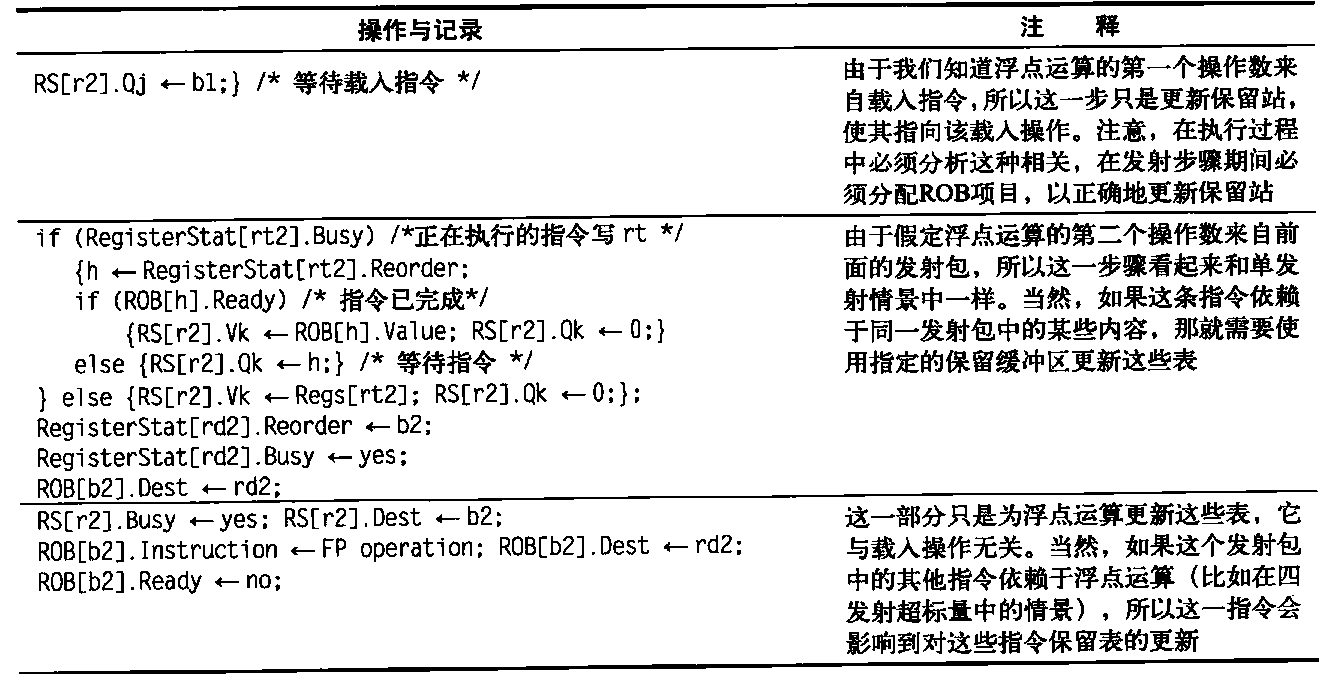 操作与记录
注 释
RS[r2].Qj ←b1;} /* 等待载入指令 */
由于我们知道浮点运算的第一个操作数来
自载入指令,所以这一步只是更新保留站,
使其指向该载入操作。注意，在执行过程
中必须分析这种相关，在发射步骤期间必
须分配ROB项目，以正确地更新保留站
if (RegisterStat[rt2].Busy) /*正在执行的指令写rt */
{h ←RegisterStat[rt2].Reorder;
if (ROB[h].Ready) /* 指令已完成*/
{RS[r2].Vk ←ROB[h].Value; RS[r2].Qk ←0;}
else {RS[r2].Qk ←h;} /* 等待指令 */
} else {RS[r2].Vk ←Regs[rt2]; RS[r2].Qk ←0;};
RegisterStat[rd2].Reorder ←b2;
RegisterStat[rd2].Busy ←yes;
ROB[b2].Dest ←rd2;
由于假定浮点运算的第二个操作数来自前
面的发射包，所以这一步骤看起来和单发
射情景中一样。当然，如果这条指令依赖
于同一发射包中的某些内容，那就需要使
用指定的保留缓冲区更新这些表
RS[r2].Busy ←yes; RS[r2].Dest ←b2;
ROB[b2].Instruction ←FP operation; ROB[b2].Dest ←rd2;
ROB[b2].Ready ←no;
这一部分只是为浮点运算更新这些表，它
与载入操作无关。当然，如果这个发射包
中的其他指令依赖于浮点运算（比如在四
发射超标量中的情景），所以这一指令会
影响到对这些指令保留表的更新